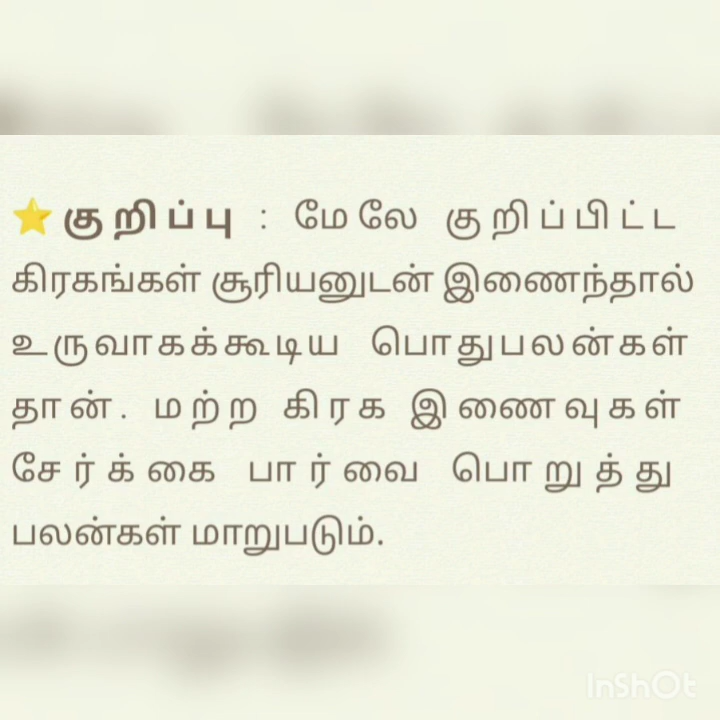 ⭐குறிப்பு : மேலே குறிப்பிட்ட
கிரகங்கள் சூரியனுடன் இணைந்தால்
உருவாகக்கூடிய பொதுபலன்கள்
தான். மற்ற கிரக இணைவுகள்
சேர்க்கை பார்வை பொறுத்து
பலன்கள் மாறுபடும்.
InShOt